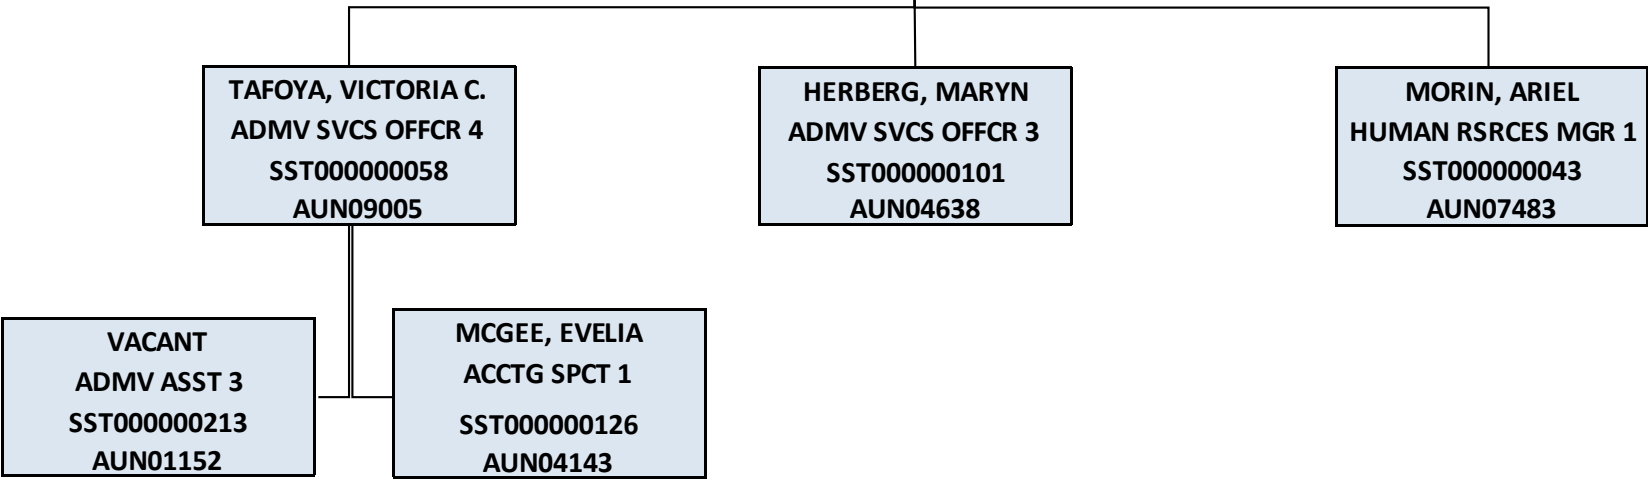 TAFOYA, VICTORIA C.
ADMV SVCS OFFCR 4
SST000000058
AUN09005
HERBERG, MARYN
ADMV SVCS OFFCR 3
SST000000101
AUN04638
MORIN, ARIEL
HUMAN RSRCES MGR 1
SST000000043
AUN07483
VACANT
ADMV ASST 3
SST000000213
AUN01152
MCGEE, EVELIA
ACCTG SPCT 1
SST000000126
AUN04143